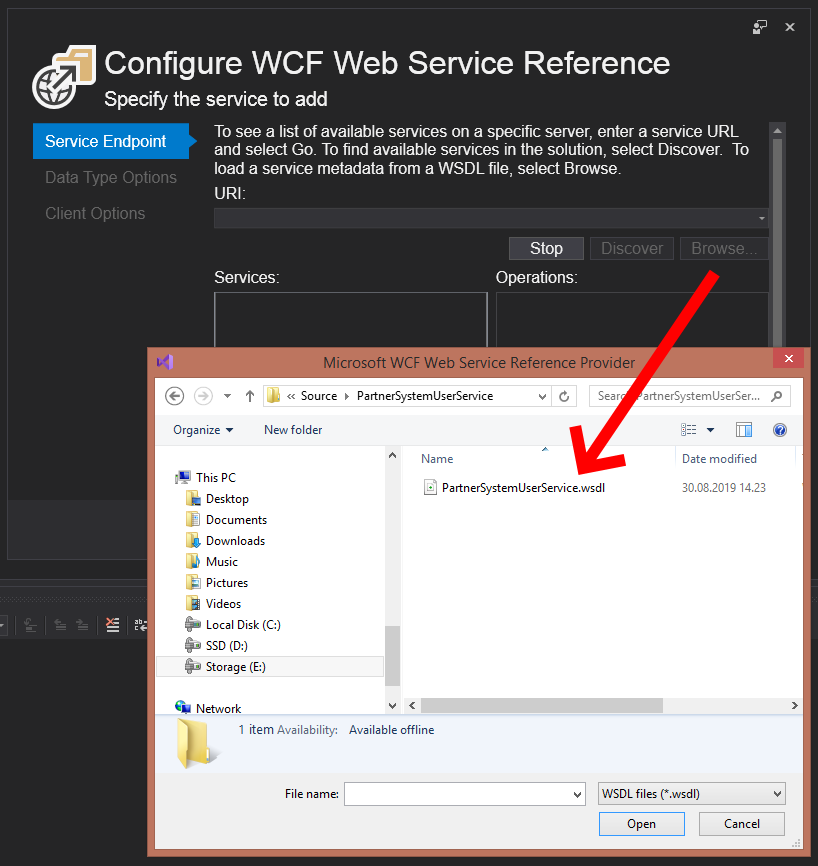 Configure WCF Web Service Reference
Specify the service to add
Service Endpoint
Data Type Options
Client Options
To see a list of available services on a specific server, enter a service URL
and select Go. To find available services in the solution, select Discover.  To
load a service metadata from a WSDL file, select Browse.
URI:
Stop
Discover
Browse...
Services:
Operations:
Microsoft WCF Web Service Reference Provider
« Source PartnerSystemUserService
PartnerSystemUserSer...
Organize
New folder
This PC
Desktop
Documents
Downloads
Music
Pictures
Videos
Local Disk (C:)
SSD (D:)
Storage (E:)
Network
Name
Date modified
PartnerSystemUserService.wsdl
30.08.2019 14.23
1 item
Availability:
Available offline
File name:
WSDL files (*.wsdl)
Open
Cancel